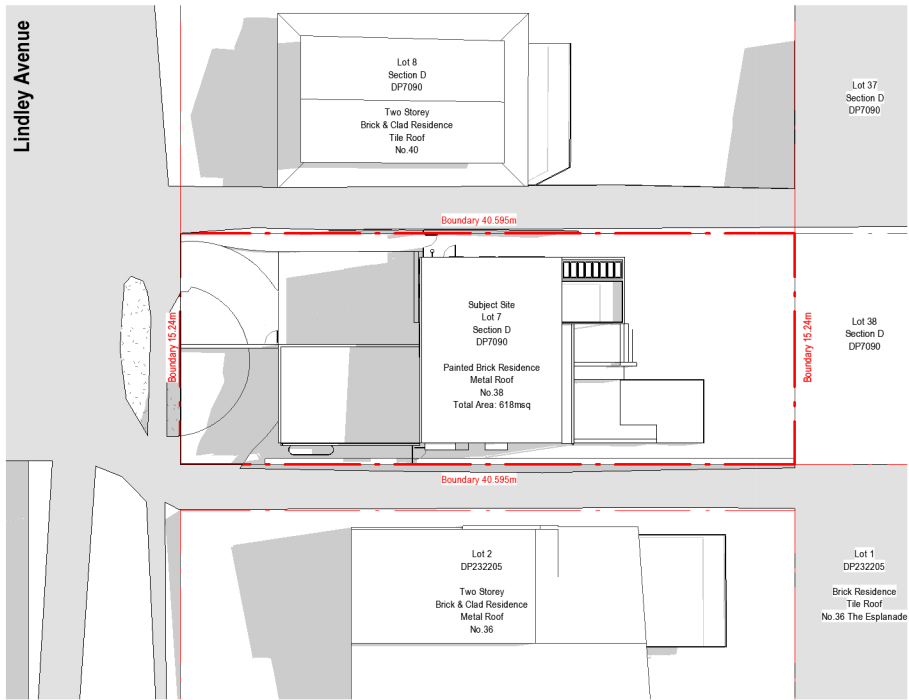 Lindley Avenue
Lot 8
Section D
DP7090
Two Storey
Brick & Clad Residence
Tile Roof
No.40
Lot 37
Section D
DP7090
Boundary 40.595m
Boundary 15.24m
Subject Site
Lot 7
Section D
DP7090
Painted Brick Residence
Metal Roof
No.38
Total Area: 618msq
Boundary 15.24m
Lot 38
Section D
DP7090
Boundary 40.595m
Lot 2
DP232205
Two Storey
Brick & Clad Residence
Metal Roof
No.36
Lot 1
DP232205
Brick Residence
Tile Roof
No.36 The Esplanade